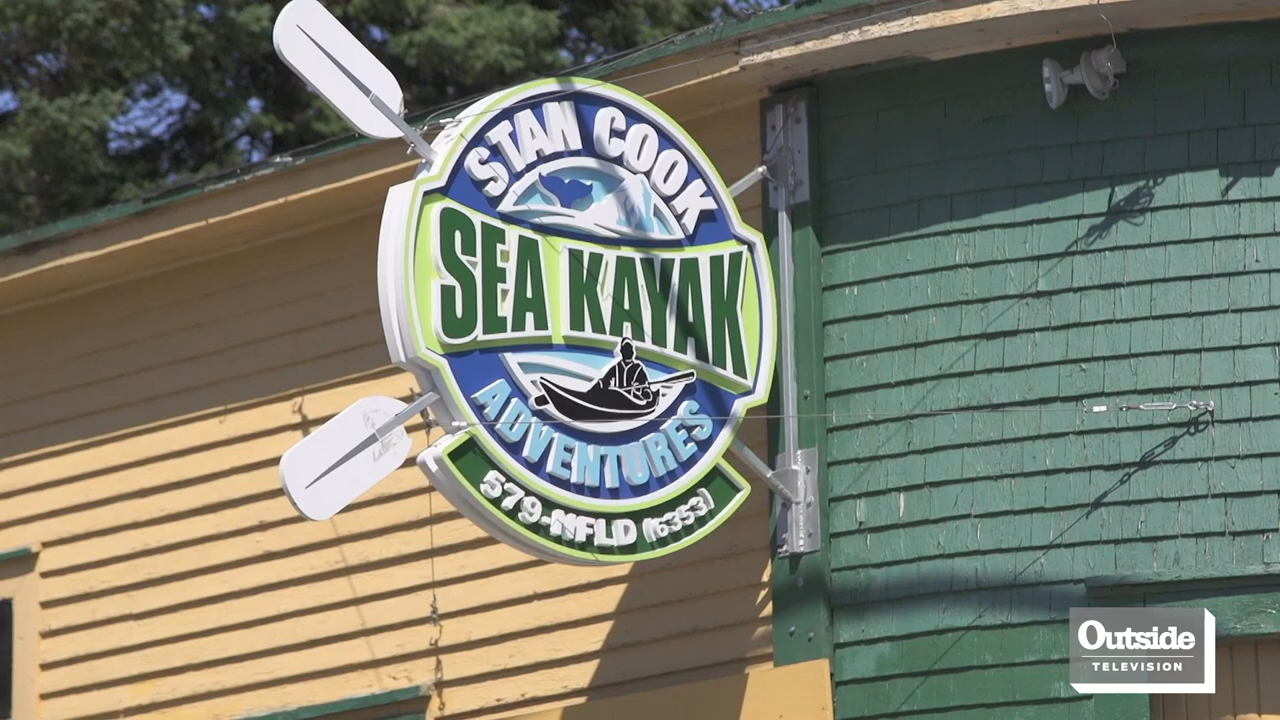 STAN COOK
SEA KAYAK
ADVENTURES
579-NFLD (6353)
Outside
TELEVISION